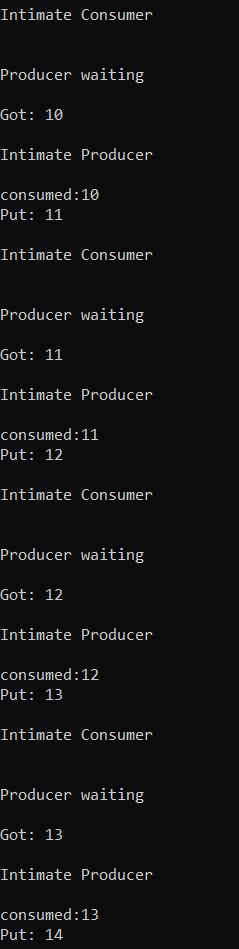 Intimate Consumer
Producer waiting
Got: 10
Intimate Producer
consumed:10
Put: 11
Intimate Consumer
Producer waiting
Got: 11
Intimate Producer
consumed:11
Put: 12
Intimate Consumer
Producer waiting
Got: 12
Intimate Producer
consumed:12
Put: 13
Intimate Consumer
Producer waiting
Got: 13
Intimate Producer
consumed:13
Put: 14